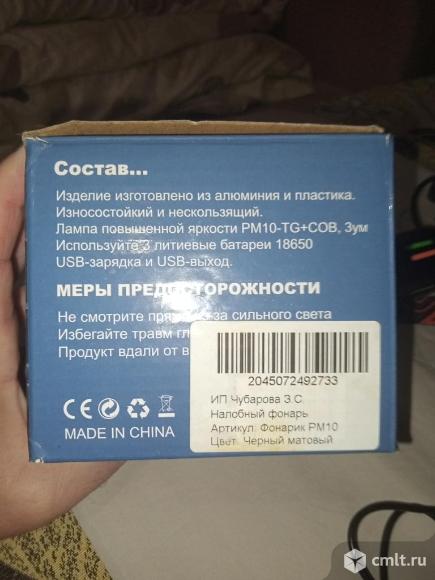 Состав...
Изделие изготовлено из алюминия и пластика.
Износостойкий и нескользящий.
Лампа повышенной яркости PM10-TG+COB, Зум
Используйте 3 литиевые батареи 18650
USB-зарядка и USB-выход.
МЕРЫ ПРЕДОСТОРОЖНОСТИ
Не смотрите за сильного света
Избегайте травм
Продукт вдали от
2045072492733
ИП Чубарова З.С.
Налобный фонарь
Артикул: Фонарик PM10
Цвет: Черный матовый
CE
MADE IN CHINA
cmlt.ru